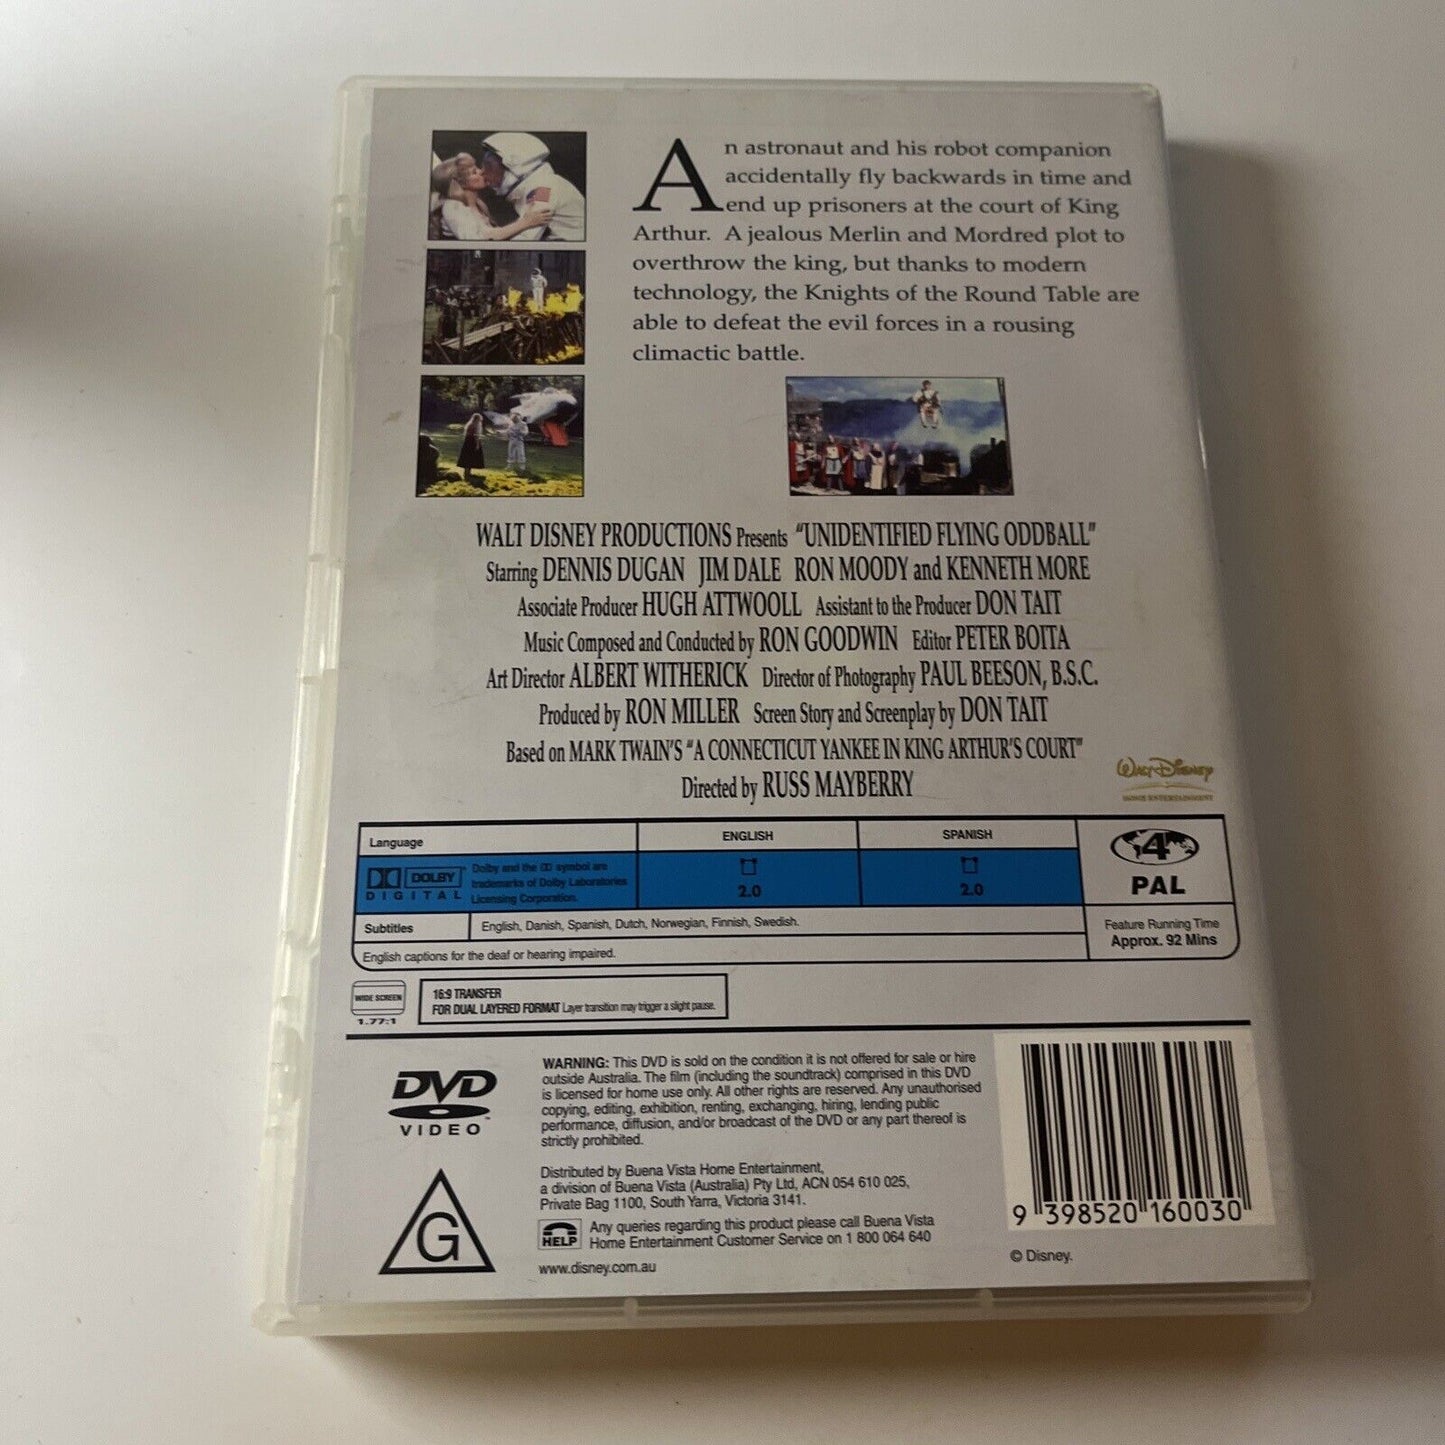 An astronaut and his robot companion
accidentally fly backwards in time and
end up prisoners at the court of King
Arthur. A jealous Merlin and Mordred plot to
overthrow the king, but thanks to modern
technology, the Knights of the Round Table are
able to defeat the evil forces in a rousing
climactic battle.
WALT DISNEY PRODUCTIONS Presents "UNIDENTIFIED FLYING ODDBALL"
Starring DENNIS DUGAN JIM DALE RON MOODY and KENNETH MORE
Associate Producer HUGH ATTWOOLL Assistant to the Producer DON TAIT
Music Composed and Conducted by RON GOODWIN Editor PETER BOITA
Art Director ALBERT WITHERICK Director of Photography PAUL BEESON, B.S.C.
Produced by RON MILLER Screen Story and Screenplay by DON TAIT
Based on MARK TWAIN'S "A CONNECTICUT YANKEE IN KING ARTHUR'S COURT"
Directed by RUSS MAYBERRY
WALT DISNEY
HOME ENTERTAINMENT
Language ENGLISH SPANISH
DOLBY
DIGITAL
Dolby and the DD symbol are
trademarks of Dolby Laboratories
Licensing Corporation.
2.0 2.0
4
PAL
Subtitles English, Danish, Spanish, Dutch, Norwegian, Finnish, Swedish.
English captions for the deaf or hearing impaired.
Feature Running Time
Approx. 92 Mins
WIDE SCREEN
1.77:1
16:9 TRANSFER
FOR DUAL LAYERED FORMAT Layer transition may trigger a slight pause.
DVD
VIDEO
WARNING: This DVD is sold on the condition it is not offered for sale or hire
outside Australia. The film (including the soundtrack) comprised in this DVD
is licensed for home use only. All other rights are reserved. Any unauthorised
copying, editing, exhibition, renting, exchanging, hiring, lending public
performance, diffusion, and/or broadcast of the DVD or any part thereof is
strictly prohibited.
Distributed by Buena Vista Home Entertainment,
a division of Buena Vista (Australia) Pty Ltd, ACN 054 610 025,
Private Bag 1100, South Yarra, Victoria 3141.
HELP
Any queries regarding this product please call Buena Vista
Home Entertainment Customer Service on 1 800 064 640
www.disney.com.au
G
9 398520 160030
© Disney.